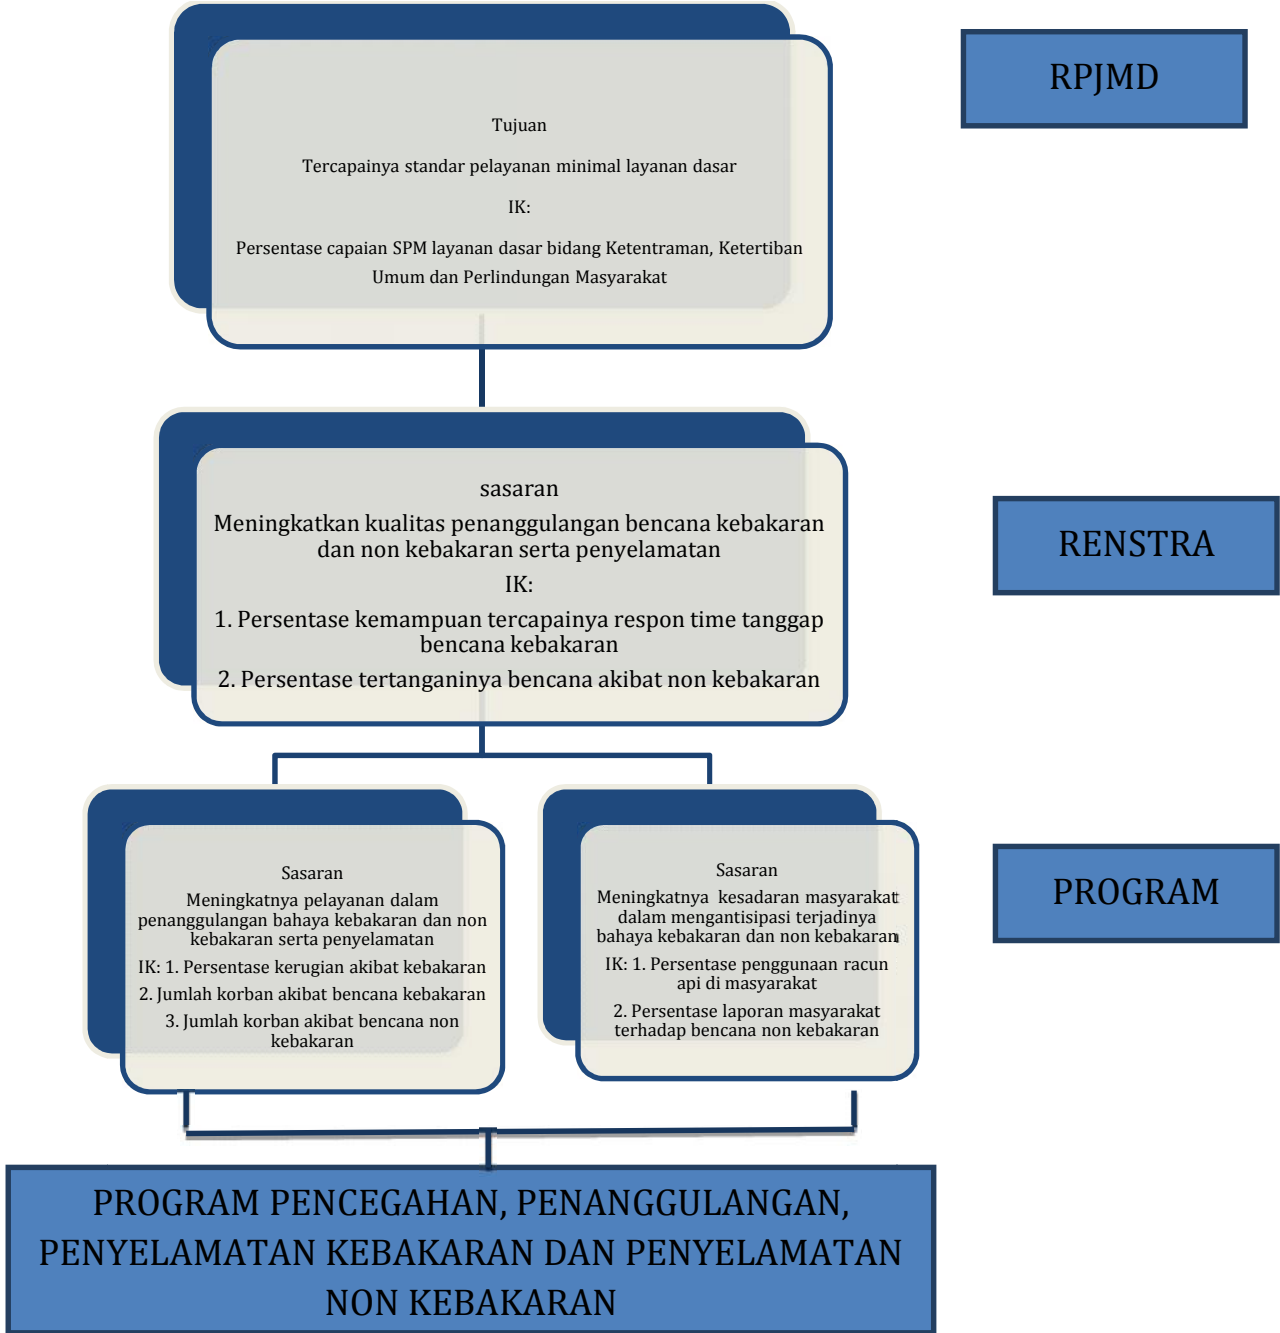 RPJMD
Tujuan
Tercapainya standar pelayanan minimal layanan dasar
IK:
Persentase capaian SPM layanan dasar bidang Ketentraman, Ketertiban
Umum dan Perlindungan Masyarakat
sasaran
Meningkatkan kualitas penanggulangan bencana kebakaran
dan non kebakaran serta penyelamatan
IK:
1. Persentase kemampuan tercapainya respon time tanggap
bencana kebakaran
2. Persentase tertanganinya bencana akibat non kebakaran
RENSTRA
Sasaran
Meningkatnya pelayanan dalam
penanggulangan bahaya kebakaran dan non
kebakaran serta penyelamatan
IK: 1. Persentase kerugian akibat kebakaran
2. Jumlah korban akibat bencana kebakaran
3. Jumlah korban akibat bencana non
kebakaran
Sasaran
Meningkatnya kesadaran masyarakat
dalam mengantisipasi terjadinya
bahaya kebakaran dan non kebakaran
IK: 1. Persentase penggunaan racun
api di masyarakat
2. Persentase laporan masyarakat
terhadap bencana non kebakaran
PROGRAM
PROGRAM PENCEGAHAN, PENANGGULANGAN,
PENYELAMATAN KEBAKARAN DAN PENYELAMATAN
NON KEBAKARAN